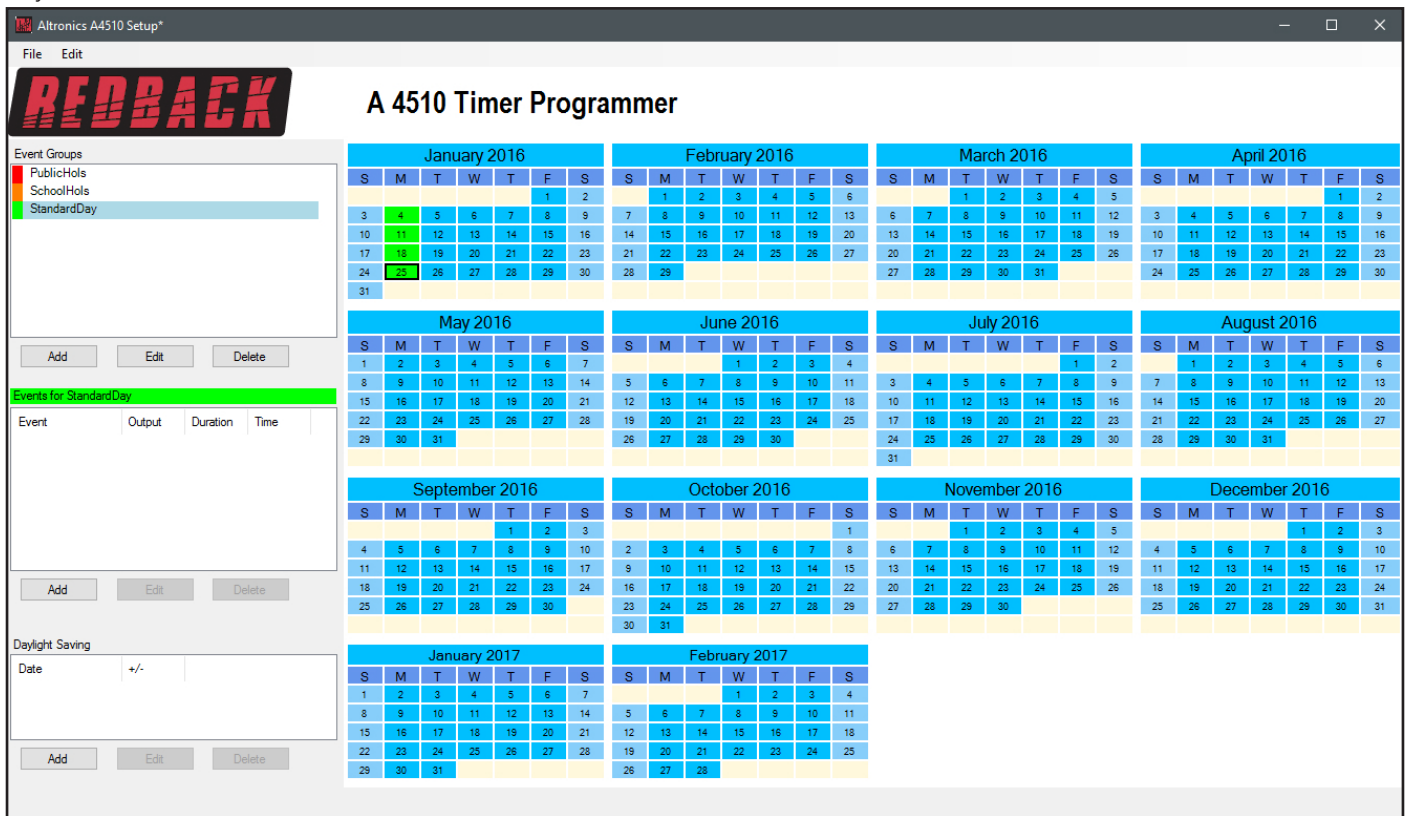 Altronics A4510 Setup*
File Edit
REDBACK
A 4510 Timer Programmer
Event Groups
PublicHols
SchoolHols
StandardDay
Add Edit Delete
Events for StandardDay
Event Output Duration Time
Add Edit Delete
Daylight Saving
Date +/-
Add Edit Delete
January 2016
S M T W T F S
1 2
3 4 5 6 7 8 9
10 11 12 13 14 15 16
17 18 19 20 21 22 23
24 25 26 27 28 29 30
31
February 2016
S M T W T F S
1 2 3 4 5 6
7 8 9 10 11 12 13
14 15 16 17 18 19 20
21 22 23 24 25 26 27
28 29
March 2016
S M T W T F S
1 2 3 4 5
6 7 8 9 10 11 12
13 14 15 16 17 18 19
20 21 22 23 24 25 26
27 28 29 30 31
April 2016
S M T W T F S
1 2
3 4 5 6 7 8 9
10 11 12 13 14 15 16
17 18 19 20 21 22 23
24 25 26 27 28 29 30
May 2016
S M T W T F S
1 2 3 4 5 6 7
8 9 10 11 12 13 14
15 16 17 18 19 20 21
22 23 24 25 26 27 28
29 30 31
June 2016
S M T W T F S
1 2 3 4
5 6 7 8 9 10 11
12 13 14 15 16 17 18
19 20 21 22 23 24 25
26 27 28 29 30
July 2016
S M T W T F S
1 2
3 4 5 6 7 8 9
10 11 12 13 14 15 16
17 18 19 20 21 22 23
24 25 26 27 28 29 30
31
August 2016
S M T W T F S
1 2 3 4 5 6
7 8 9 10 11 12 13
14 15 16 17 18 19 20
21 22 23 24 25 26 27
28 29 30 31
September 2016
S M T W T F S
1 2 3
4 5 6 7 8 9 10
11 12 13 14 15 16 17
18 19 20 21 22 23 24
25 26 27 28 29 30
October 2016
S M T W T F S
1
2 3 4 5 6 7 8
9 10 11 12 13 14 15
16 17 18 19 20 21 22
23 24 25 26 27 28 29
30 31
November 2016
S M T W T F S
1 2 3 4 5
6 7 8 9 10 11 12
13 14 15 16 17 18 19
20 21 22 23 24 25 26
27 28 29 30
December 2016
S M T W T F S
1 2 3
4 5 6 7 8 9 10
11 12 13 14 15 16 17
18 19 20 21 22 23 24
25 26 27 28 29 30 31
January 2017
S M T W T F S
1 2 3 4 5 6 7
8 9 10 11 12 13 14
15 16 17 18 19 20 21
22 23 24 25 26 27 28
29 30 31
February 2017
S M T W T F S
1 2 3 4
5 6 7 8 9 10 11
12 13 14 15 16 17 18
19 20 21 22 23 24 25
26 27 28